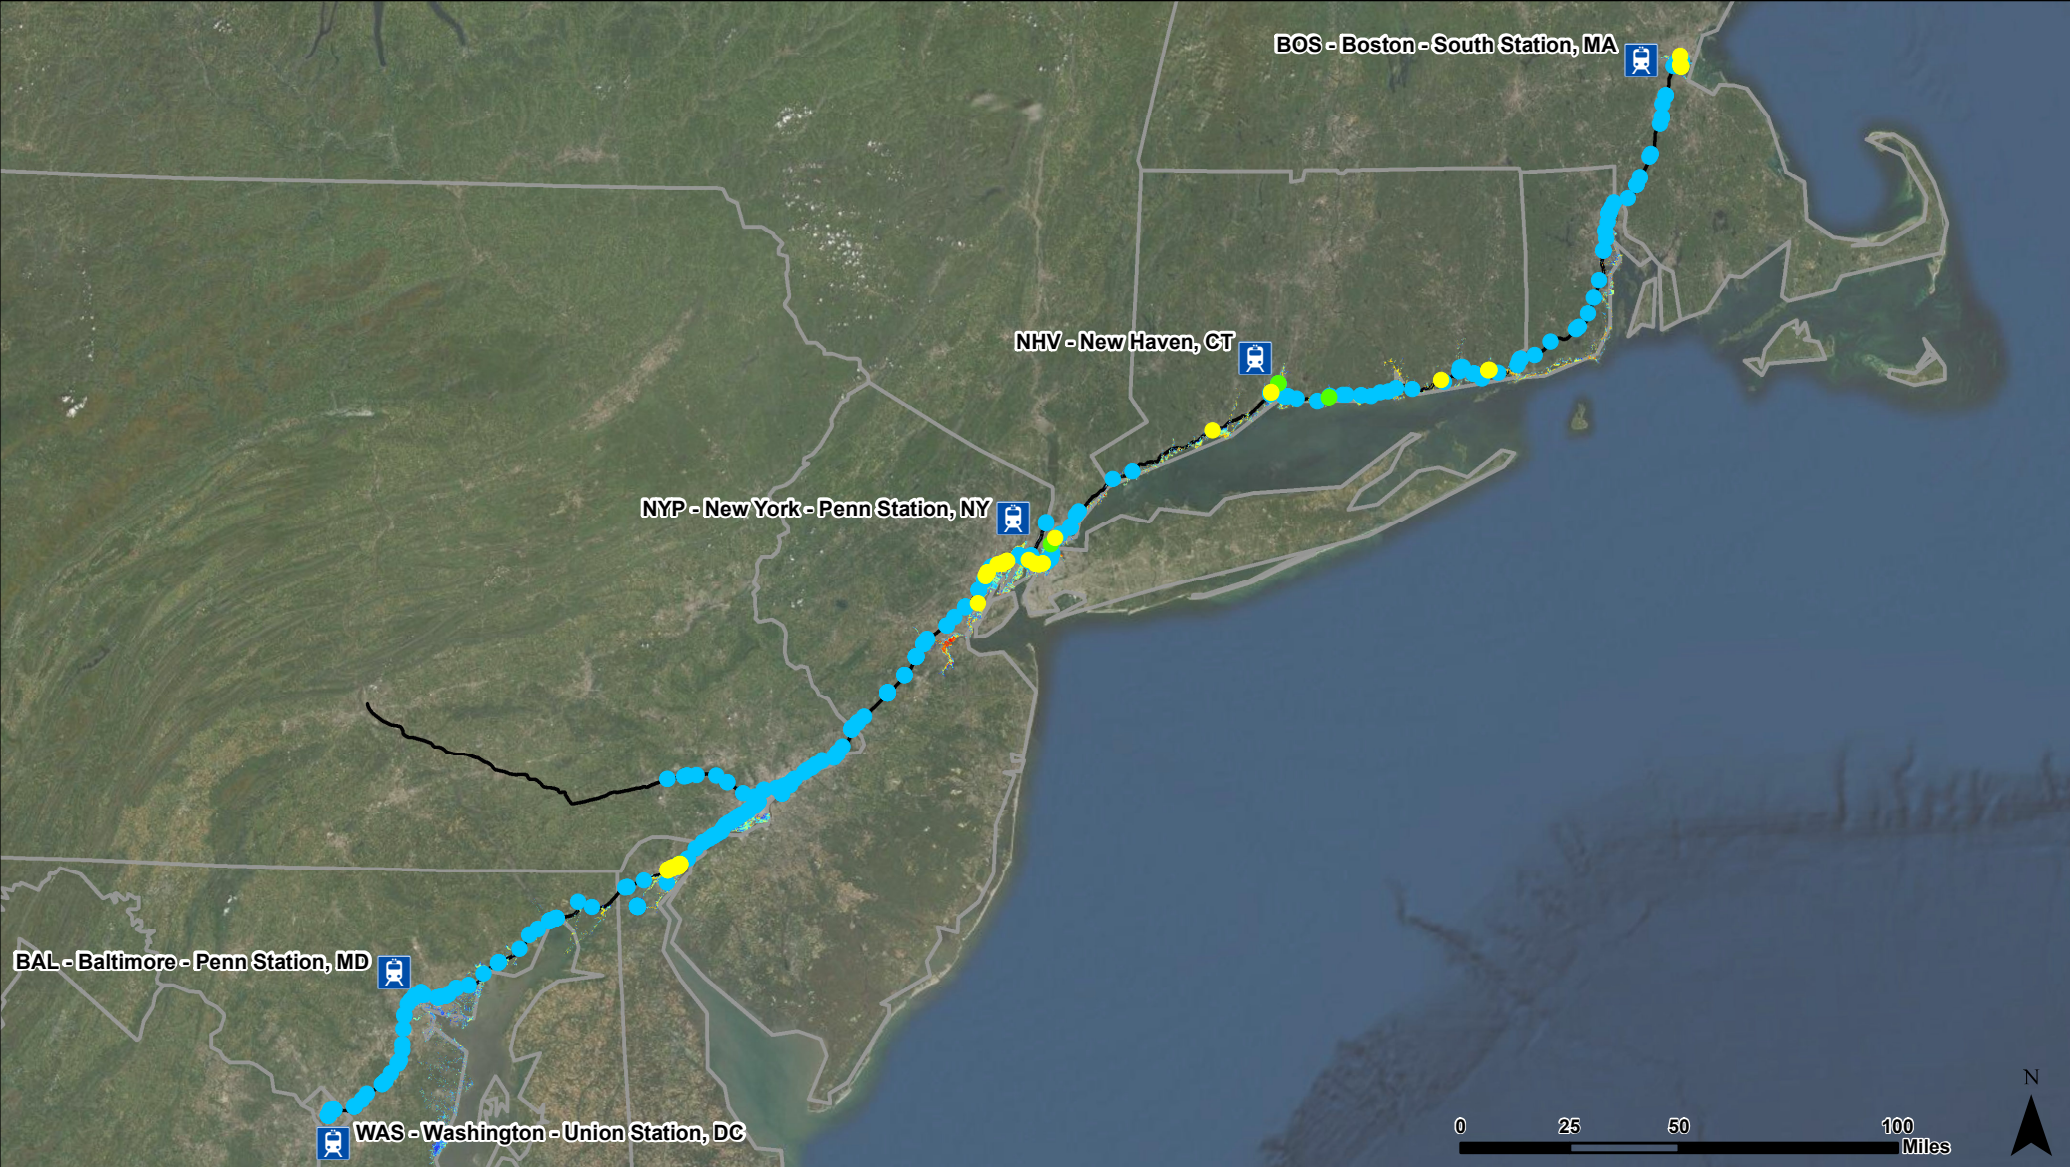 BOS - Boston - South Station, MA
NHV - New Haven, CT
NYP - New York - Penn Station, NY
BAL - Baltimore - Penn Station, MD
WAS - Washington - Union Station, DC
N
0 25 50 100
Miles